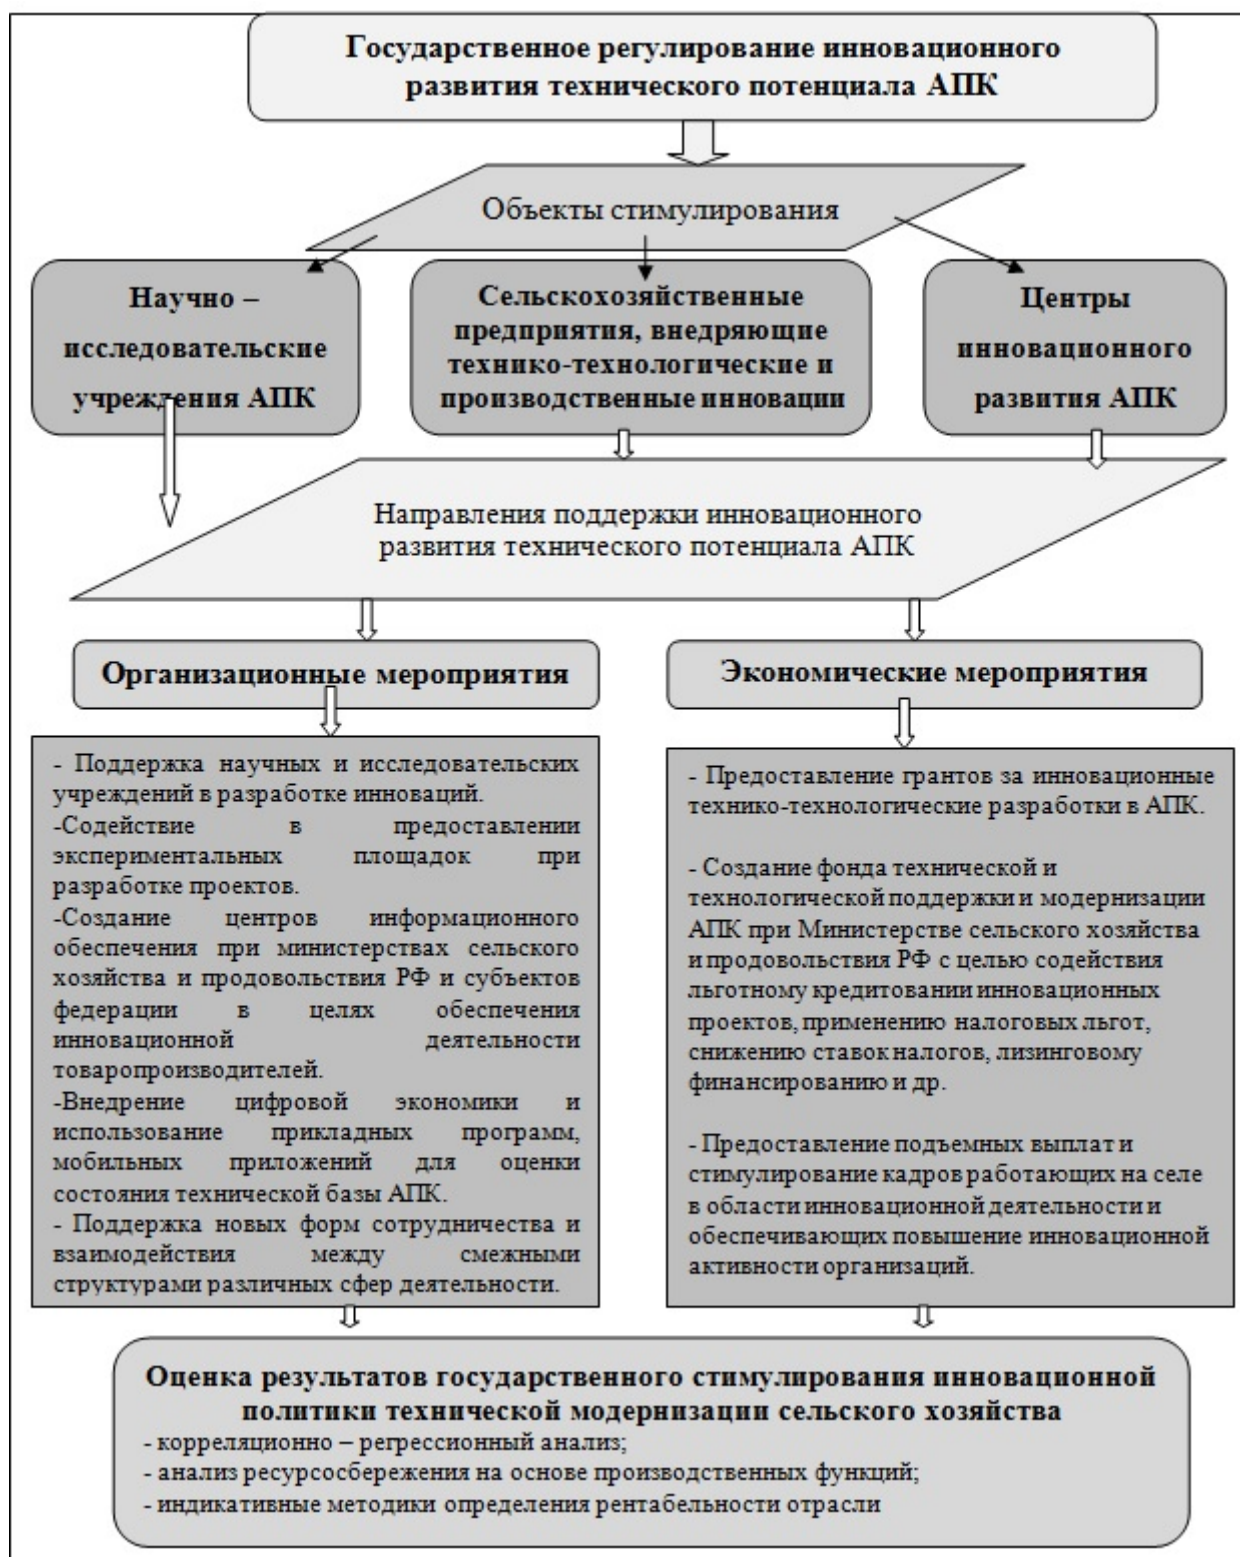 Государственное регулирование инновационного
развития технического потенциала АПК
Объекты стимулирования
Научно –
исследовательские
учреждения АПК
Сельскохозяйственные
предприятия, внедряющие
технико-технологические и
производственные инновации
Центры
инновационного
развития АПК
Направления поддержки инновационного
развития технического потенциала АПК
Организационные мероприятия
- Поддержка научных и исследовательских
учреждений в разработке инноваций.
-Содействие в предоставлении
экспериментальных площадок при
разработке проектов.
-Создание центров информационного
обеспечения при министерствах сельского
хозяйства и продовольствия РФ и субъектов
федерации в целях обеспечения
инновационной деятельности
товаропроизводителей.
-Внедрение цифровой экономики и
использование прикладных программ,
мобильных приложений для оценки
состояния технической базы АПК.
- Поддержка новых форм сотрудничества и
взаимодействия между смежными
структурами различных сфер деятельности.
Экономические мероприятия
- Предоставление грантов за инновационные
технико-технологические разработки в АПК.
- Создание фонда технической и
технологической поддержки и модернизации
АПК при Министерстве сельского хозяйства
и продовольствия РФ с целью содействия
льготному кредитовании инновационных
проектов, применению налоговых льгот,
снижению ставок налогов, лизинговому
финансированию и др.
- Предоставление подъемных выплат и
стимулирование кадров работающих на селе
в области инновационной деятельности и
обеспечивающих повышение инновационной
активности организаций.
Оценка результатов государственного стимулирования инновационной
политики технической модернизации сельского хозяйства
- корреляционно – регрессионный анализ;
- анализ ресурсосбережения на основе производственных функций;
- индикативные методики определения рентабельности отрасли